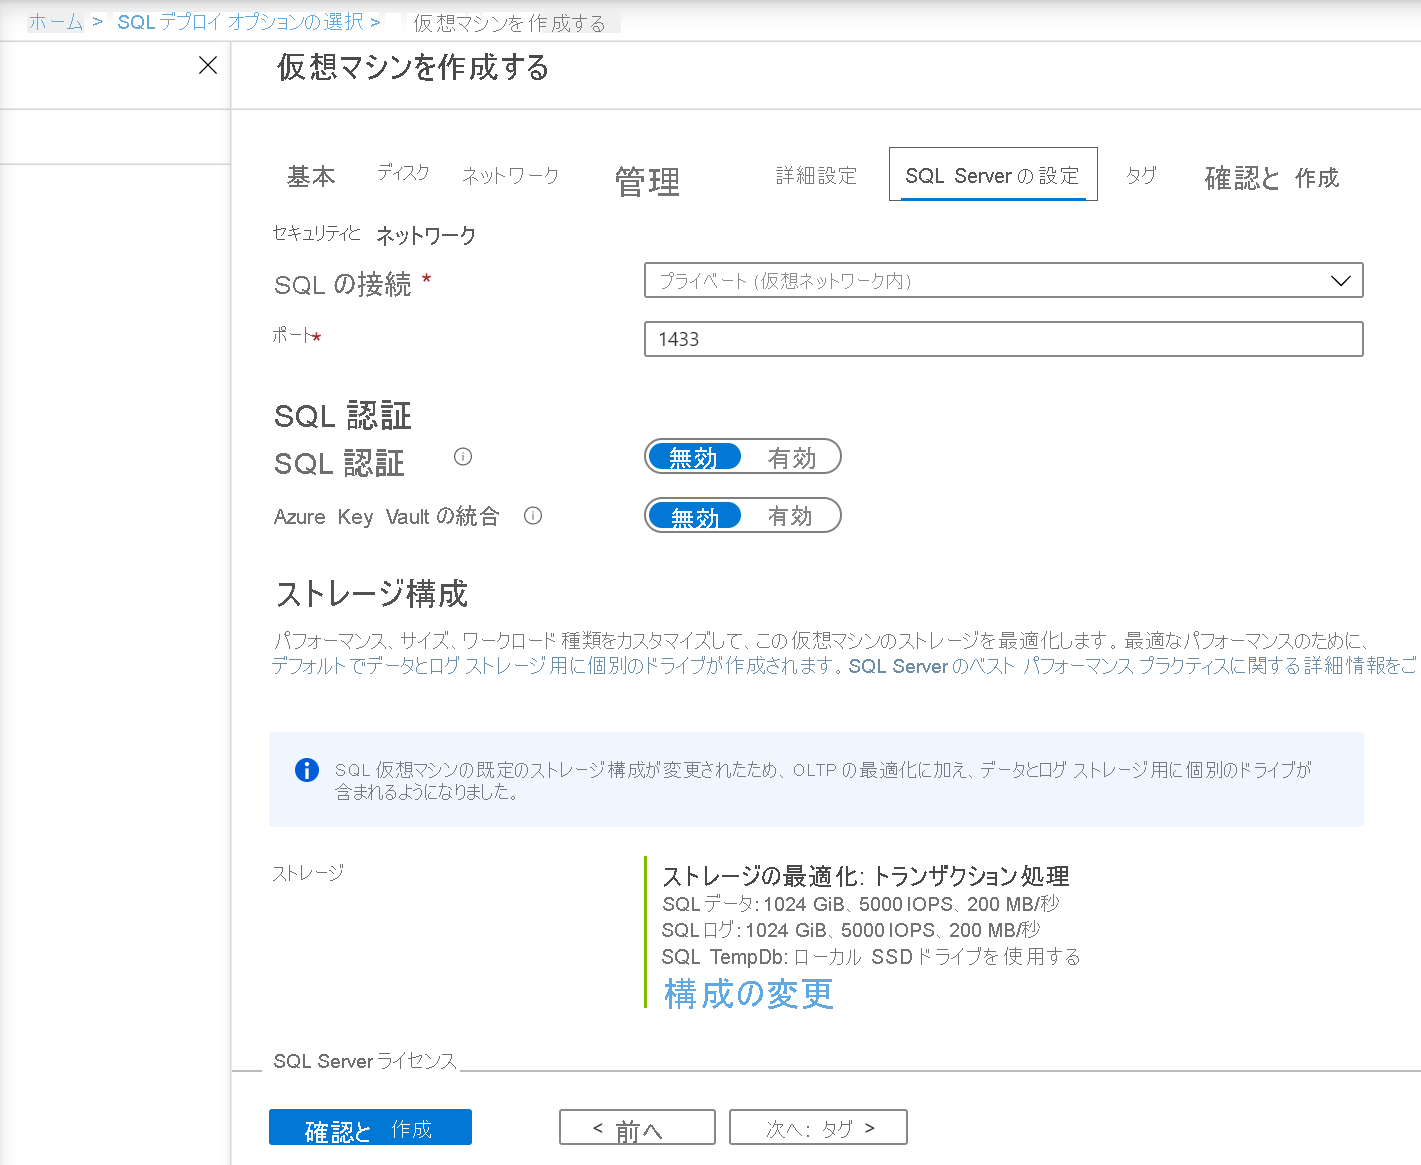 ホーム > SQL デプロイ オプションの選択 > 仮想マシンを作成する
仮想マシンを作成する
基本 ディスク ネットワーク 管理 詳細設定 SQL Server の設定 タグ 確認と 作成
セキュリティと ネットワーク
SQL の接続 * プライベート (仮想ネットワーク内)
ポート* 1433
SQL 認証
SQL 認証 無効 有効
Azure Key Vault の統合 無効 有効
ストレージ構成
パフォーマンス、サイズ、ワークロード 種類をカスタマイズして、この仮想マシンのストレージを最適化します。最適なパフォーマンスのために、
デフォルトでデータとログ ストレージ用に個別のドライブが作成されます。SQL Server のベスト パフォーマンス プラクティスに関する詳細情報をご
SQL 仮想マシンの既定のストレージ構成が変更されたため、OLTP の最適化に加え、データとログ ストレージ用に個別のドライブが
含まれるようになりました。
ストレージ ストレージの最適化: トランザクション処理
SQL データ: 1024 GiB、5000 IOPS、200 MB/秒
SQL ログ: 1024 GiB、5000 IOPS、200 MB/秒
SQL TempDb: ローカル SSD ドライブを使用する
構成の変更
SQL Server ライセンス
確認と 作成 < 前へ 次へ: タグ >